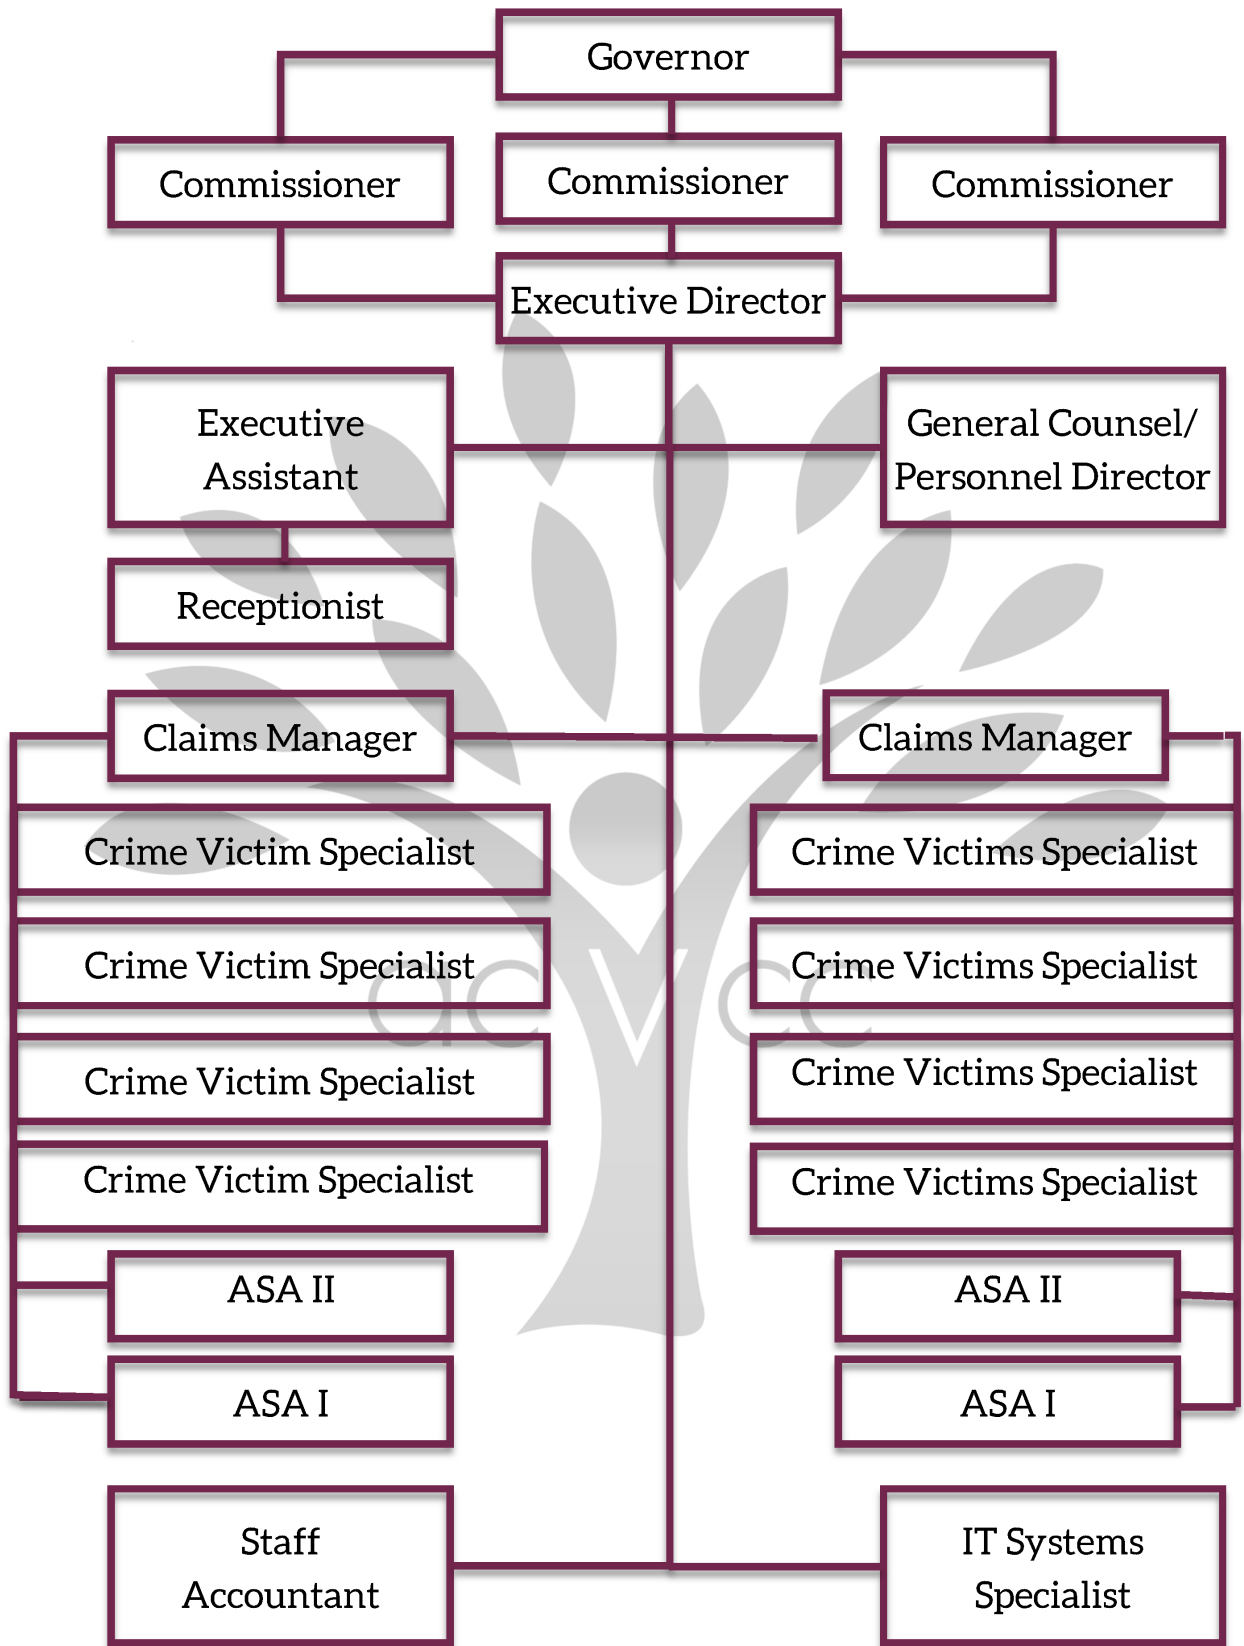 Governor
Commissioner
Commissioner
Commissioner
Executive Director
Executive
Assistant
General Counsel/
Personnel Director
Receptionist
Claims Manager
Claims Manager
Crime Victim Specialist
Crime Victims Specialist
Crime Victim Specialist
Crime Victims Specialist
acvcc
Crime Victim Specialist
Crime Victims Specialist
Crime Victim Specialist
Crime Victims Specialist
ASA II
ASA II
ASA I
ASA I
Staff
Accountant
IT Systems
Specialist